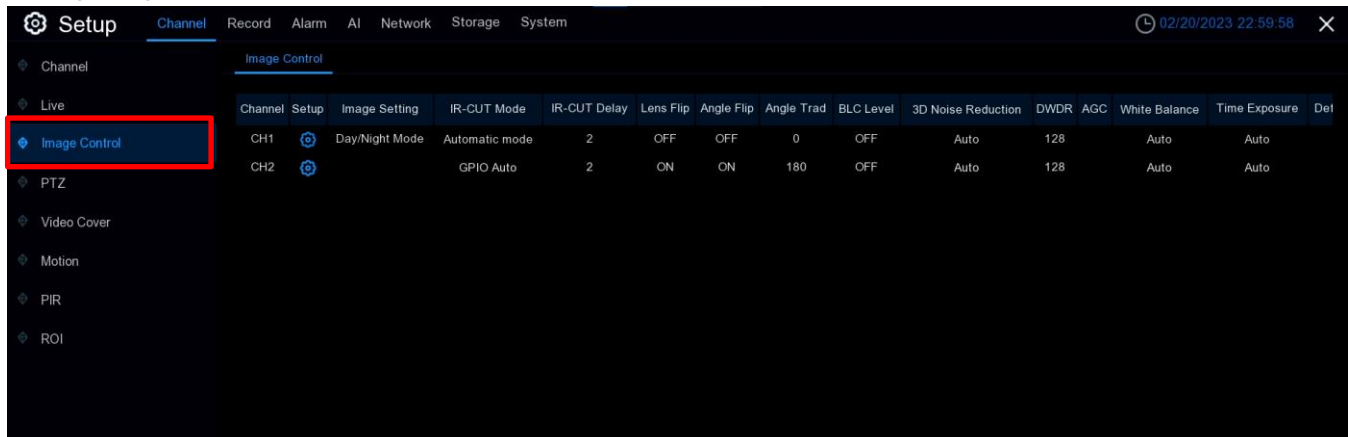 Setup Channel Record Alarm AI Network Storage System 02/20/2023 22:59:58
Channel Image Control
Live
Channel Setup Image Setting IR-CUT Mode IR-CUT Delay Lens Flip Angle Flip Angle Trad BLC Level 3D Noise Reduction DWDR AGC White Balance Time Exposure Det
Image Control
CH1 Day/Night Mode Automatic mode 2 OFF OFF 0 OFF Auto 128 Auto Auto
CH2 GPIO Auto 2 ON ON 180 OFF Auto 128 Auto Auto
PTZ
Video Cover
Motion
PIR
ROI